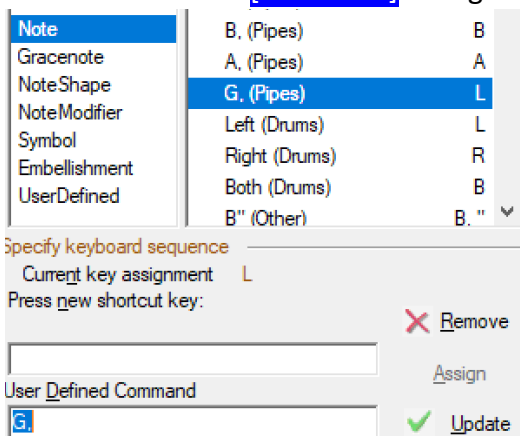 Note
Gracenote
NoteShape
NoteModifier
Symbol
Embellishment
UserDefined
B, (Pipes) B
A, (Pipes) A
G, (Pipes) L
Left (Drums) L
Right (Drums) R
Both (Drums) B
B" (Other) B, "
Specify keyboard sequence
Current key assignment L
Press new shortcut key:
Remove
Assign
User Defined Command
G,
Update